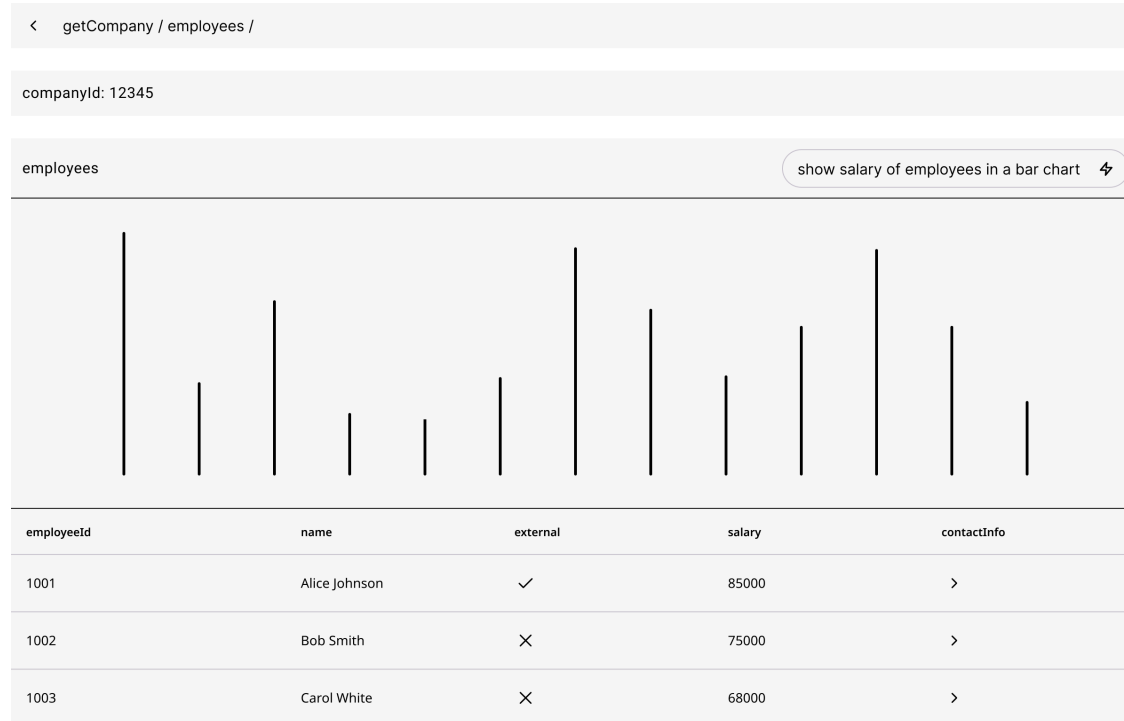 getCompany / employees /
companyId: 12345
employees
show salary of employees in a bar chart
employeeId name external salary contactInfo
1001 Alice Johnson 85000
1002 Bob Smith 75000
1003 Carol White 68000